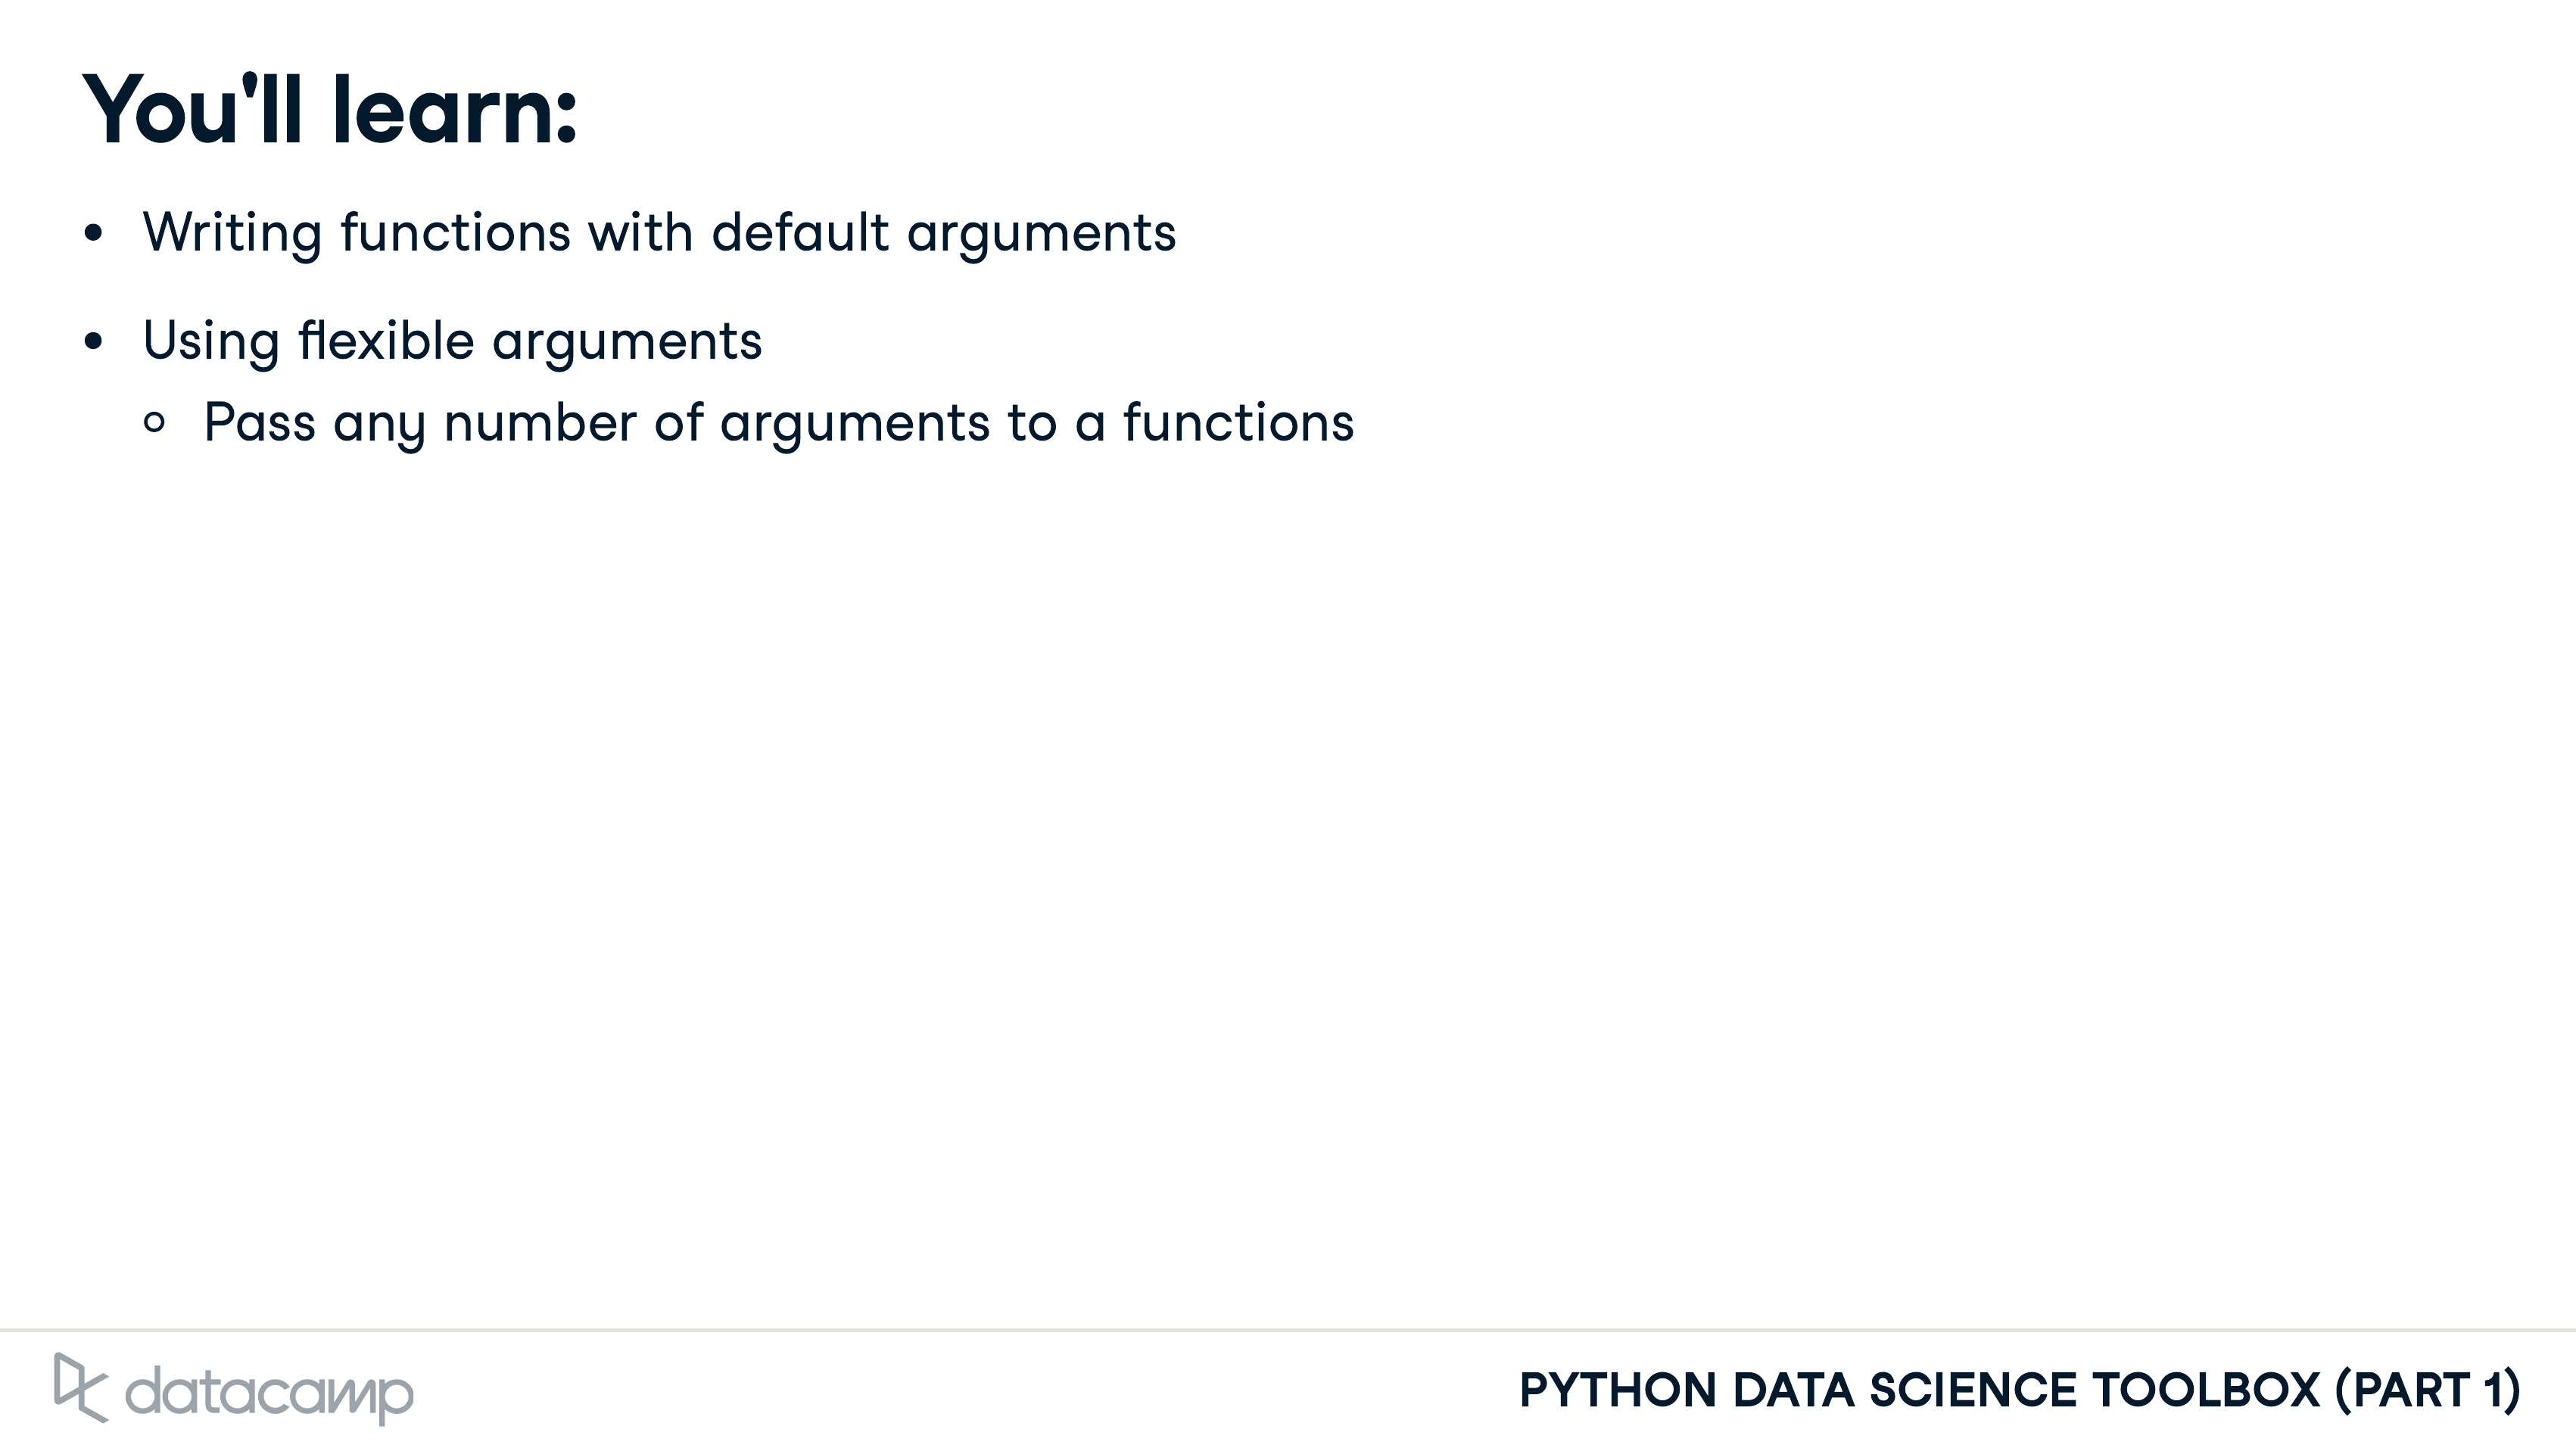 You'll learn:
Writing functions with default arguments
Using flexible arguments
Pass any number of arguments to a functions
datacamp
PYTHON DATA SCIENCE TOOLBOX (PART 1)